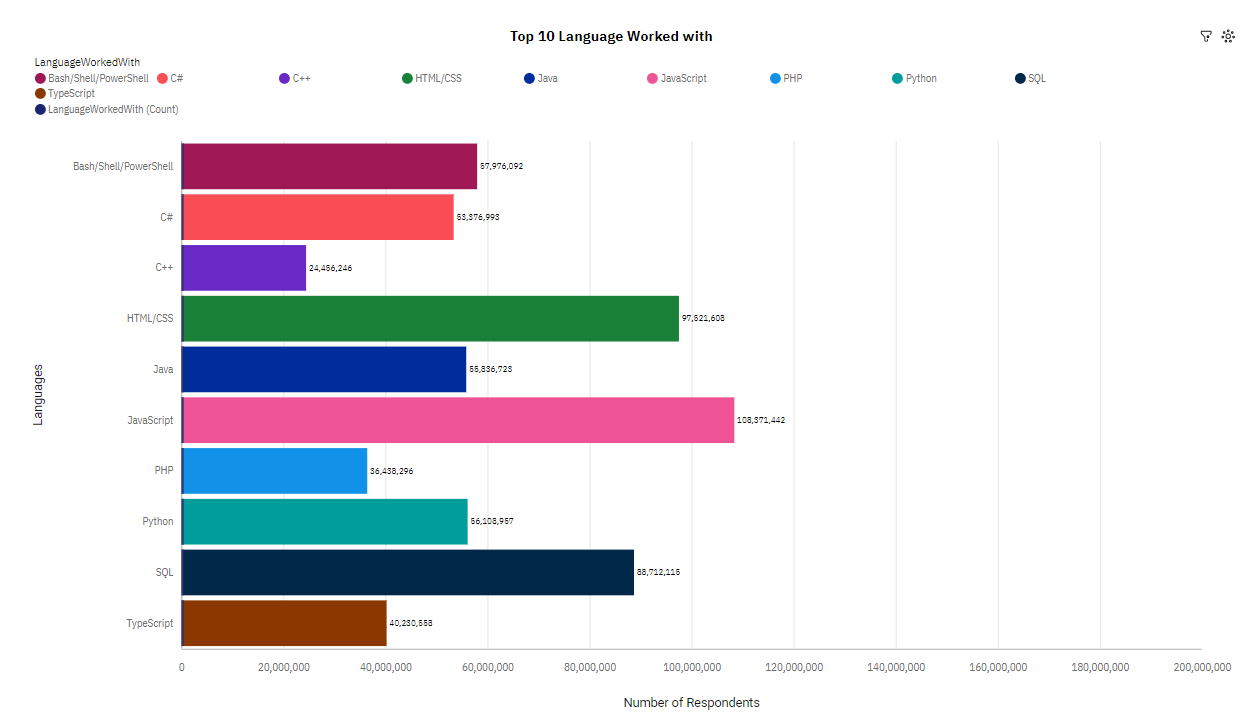 Top 10 Language Worked with
LanguageWorkedWith
Bash/Shell/PowerShell C# C++ HTML/CSS Java JavaScript PHP Python SQL
TypeScript
LanguageWorkedWith (Count)
Bash/Shell/PowerShell 57,976,092
C# 53,376,993
C++ 24,456,246
HTML/CSS 97,521,608
Java 55,836,723
JavaScript 108,371,442
PHP 36,438,296
Python 56,108,957
SQL 88,712,115
TypeScript 40,230,558
Languages
0 20,000,000 40,000,000 60,000,000 80,000,000 100,000,000 120,000,000 140,000,000 160,000,000 180,000,000 200,000,000
Number of Respondents